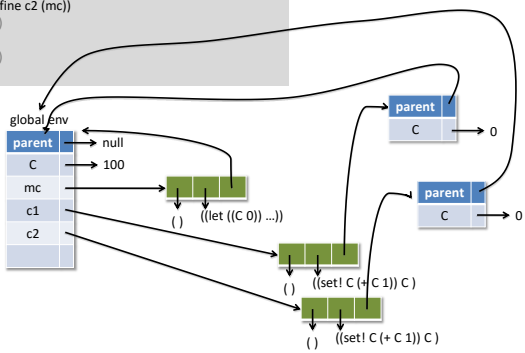 fine c2 (mc))
)
)
global env
parent
null
C
100
mc
c1
c2
( )
((let ((C 0)) ...))
parent
C
0
parent
C
0
( )
((set! C (+ C 1)) C )
( )
((set! C (+ C 1)) C )